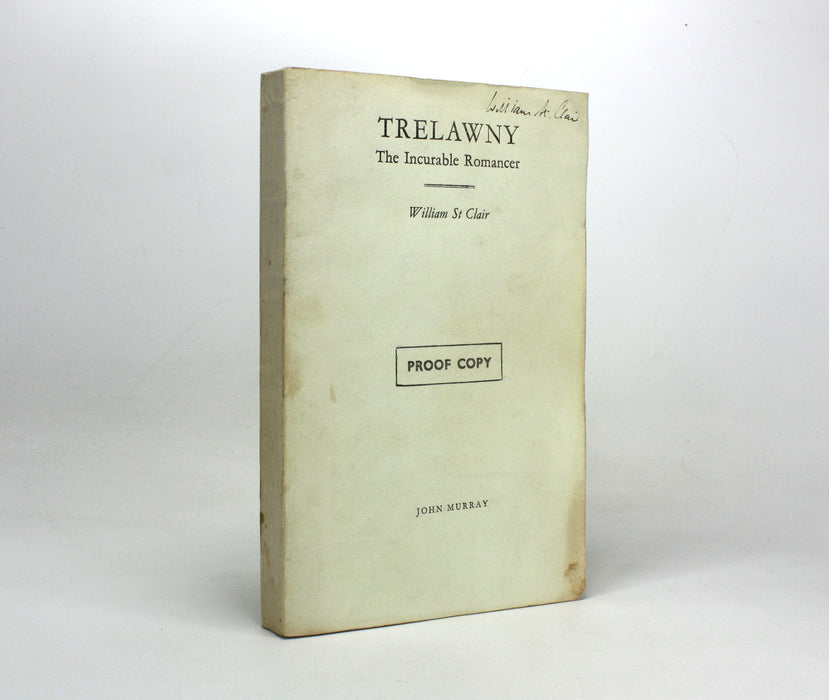 William St. Clair
TRELAWNY
The Incurable Romancer
William St Clair
PROOF COPY
JOHN MURRAY